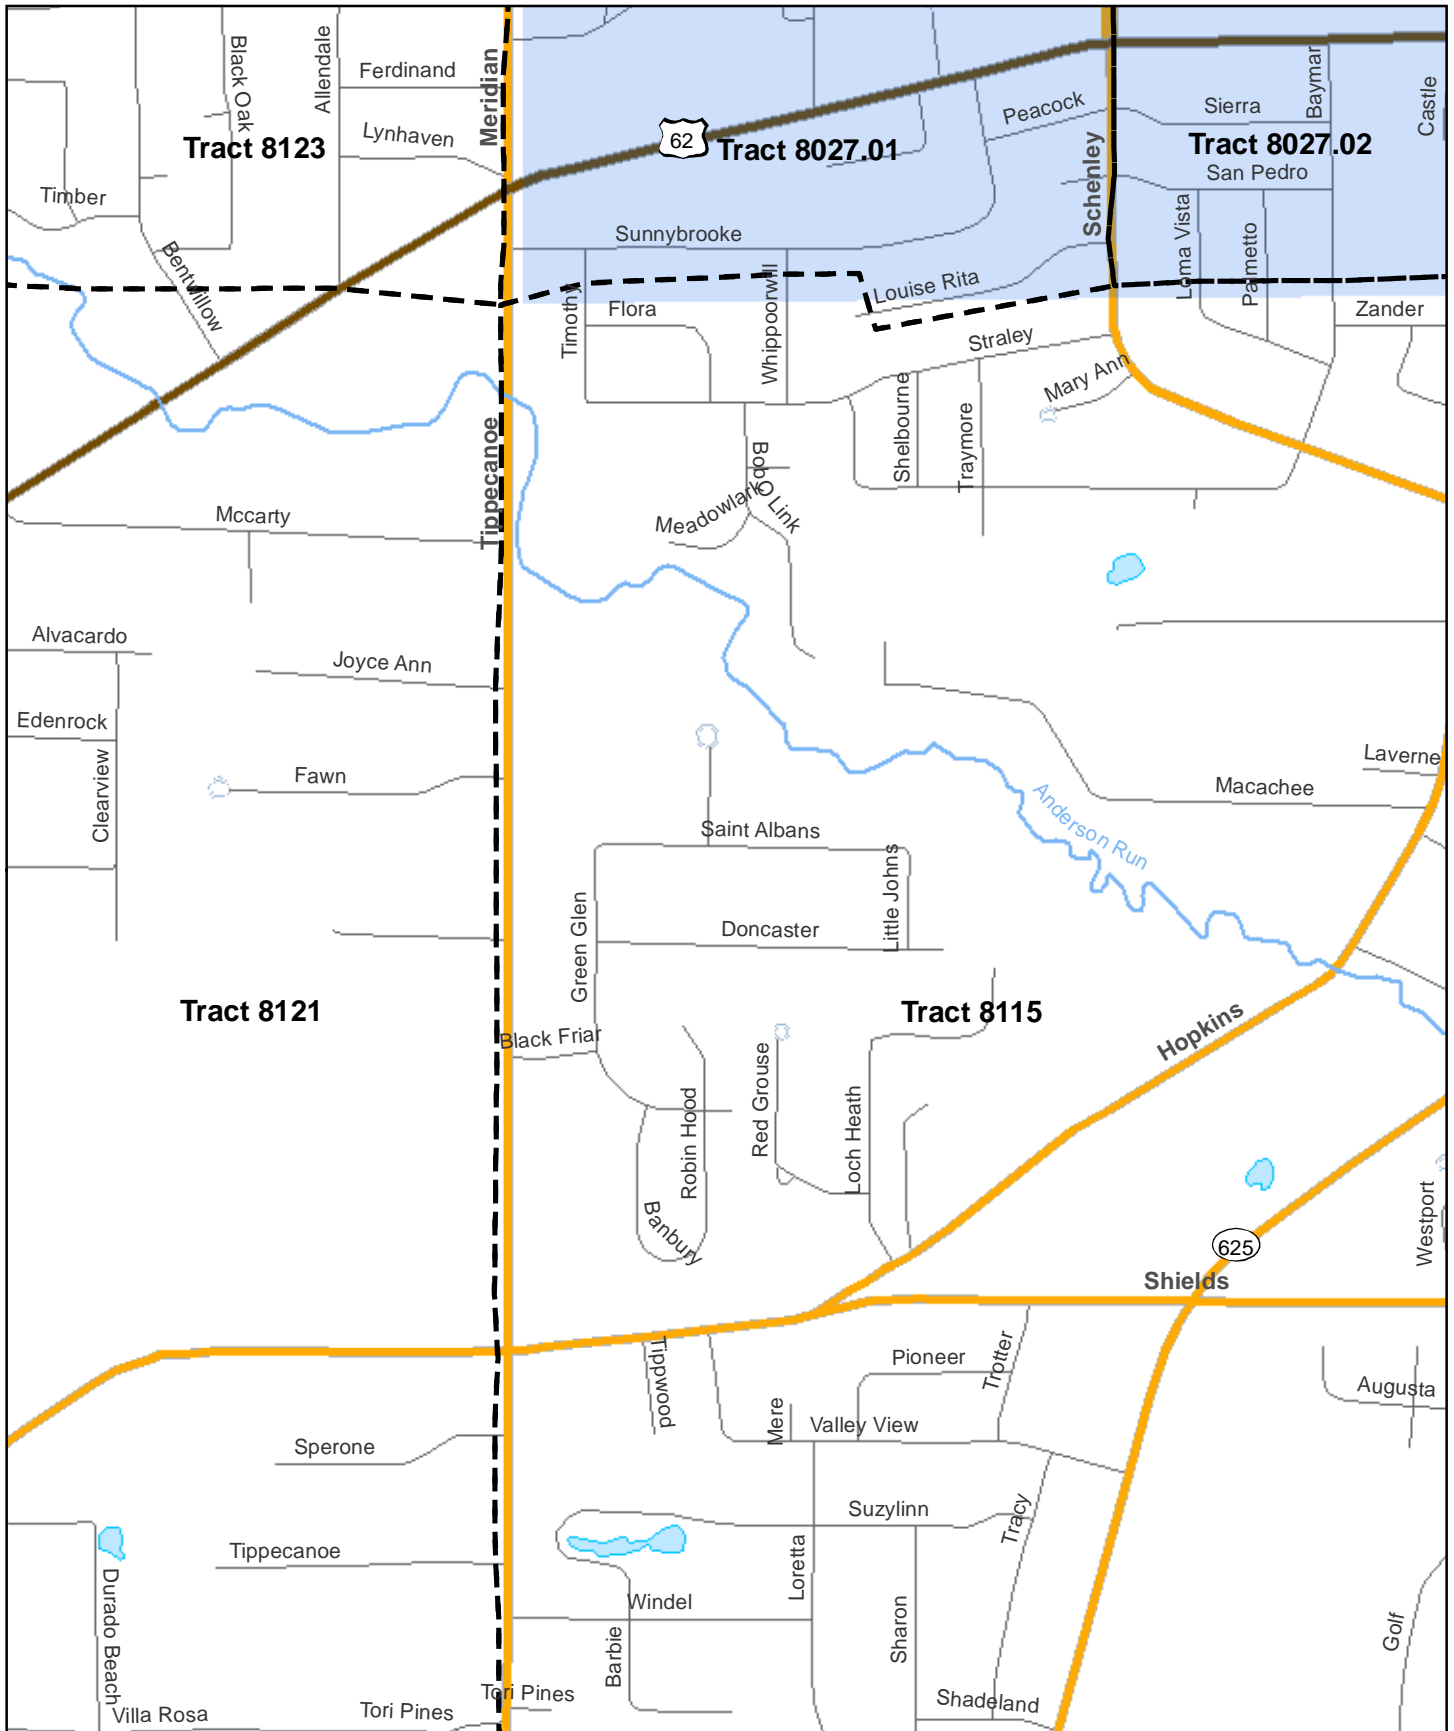 Black Oak
Allendale
Ferdinand
Meridian
Lynhaven
Tract 8123
Timber
Bentwillow
62
Tract 8027.01
Peacock
Schenley
Sierra
Baymar
Castle
Tract 8027.02
San Pedro
Sunnybrooke
Loma Vista
Palmetto
Louise Rita
Timothy
Flora
Whippoorwill
Zander
Straley
Mary Ann
Shelbourne
Traymore
Tippecanoe
Bob O Link
Meadowlark
Mccarty
Alvacardo
Joyce Ann
Edenrock
Clearview
Fawn
Laverne
Macachee
Anderson Run
Saint Albans
Little Johns
Green Glen
Doncaster
Tract 8121
Tract 8115
Black Friar
Hopkins
Red Grouse
Robin Hood
Loch Heath
Banbury
Westport
625
Shields
Tippwood
Pioneer
Trotter
Augusta
Mere
Valley View
Sperone
Suzylinn
Tracy
Tippecanoe
Loretta
Durado Beach
Windel
Sharon
Barbie
Golf
Tori Pines
Shadeland
Villa Rosa
Tori Pines